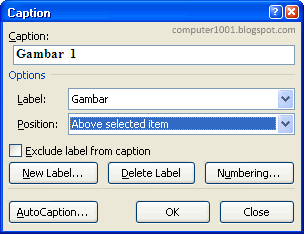 Caption
computer1001.blogspot.com
Caption:
Gambar 1
Options
Label: Gambar
Position: Above selected item
Exclude label from caption
New Label... Delete Label Numbering...
AutoCaption... OK Close